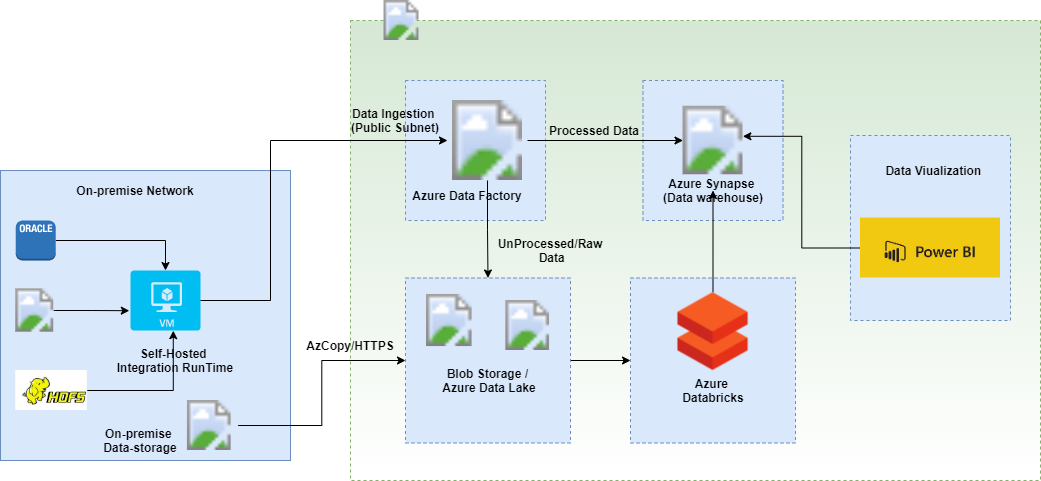 On-premise Network
ORACLE
VM
Self-Hosted
Integration RunTime
HDFS
On-premise
Data-storage
Data Ingestion
(Public Subnet)
AzCopy/HTTPS
Azure Data Factory
Processed Data
UnProcessed/Raw
Data
Blob Storage /
Azure Data Lake
Azure Synapse
(Data warehouse)
Azure
Databricks
Data Viualization
Power BI